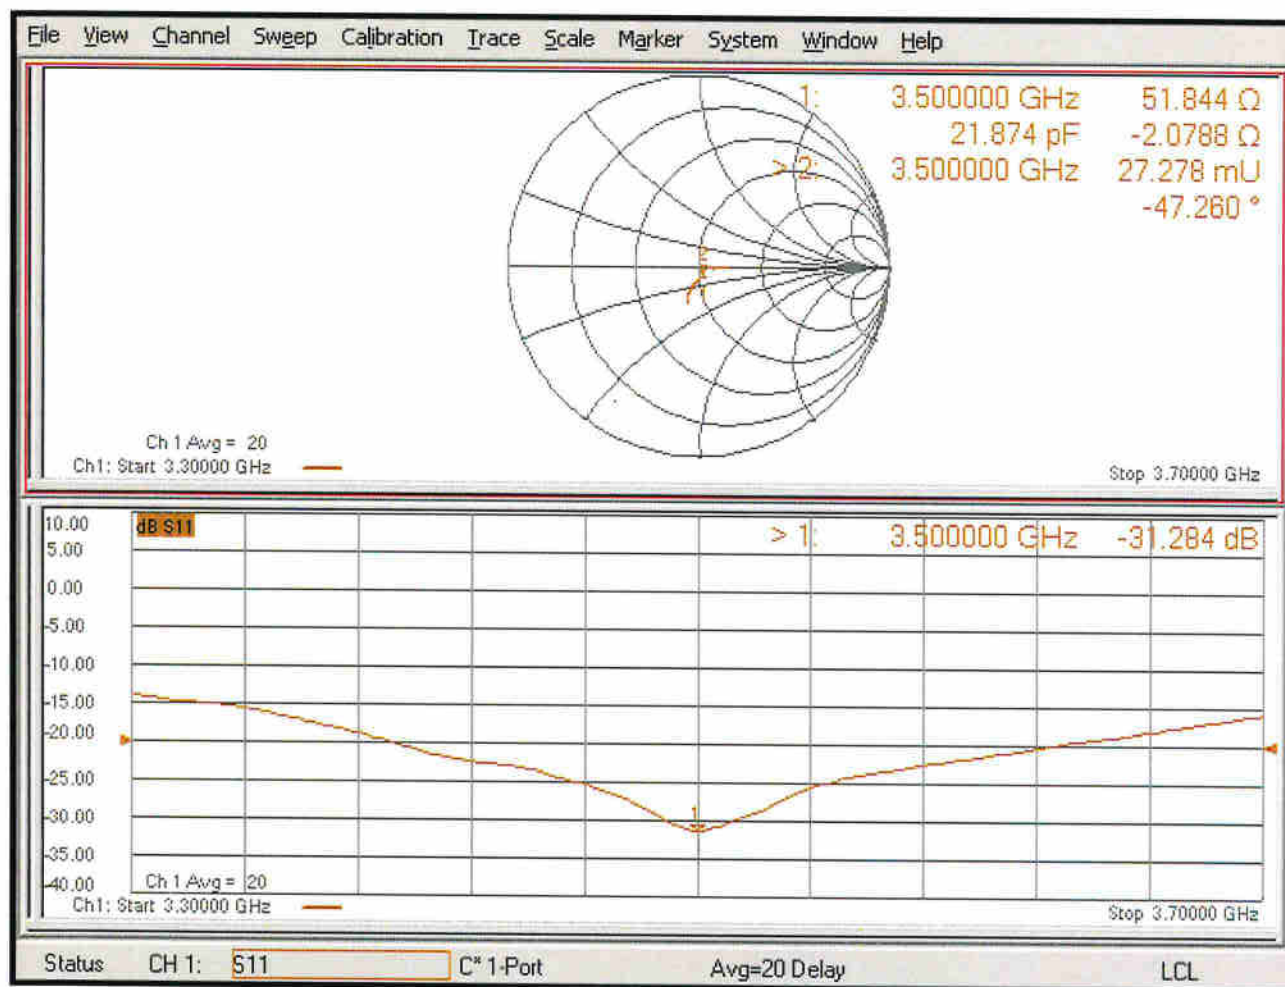 File View Channel Sweep Calibration Trace Scale Marker System Window Help
1: 3.500000 GHz 51.844 Ω
21.874 pF -2.0788 Ω
> 2: 3.500000 GHz 27.278 mU
-47.260 °
2
1
Ch 1 Avg = 20
Ch1: Start 3.30000 GHz
Stop 3.70000 GHz
10.00
dB S11
> 1: 3.500000 GHz -31.284 dB
5.00
0.00
-5.00
-10.00
-15.00
-20.00
-25.00
-30.00
1
-35.00
-40.00
Ch 1 Avg = 20
Ch1: Start 3.30000 GHz
Stop 3.70000 GHz
Status CH 1: S11 C* 1-Port Avg=20 Delay LCL